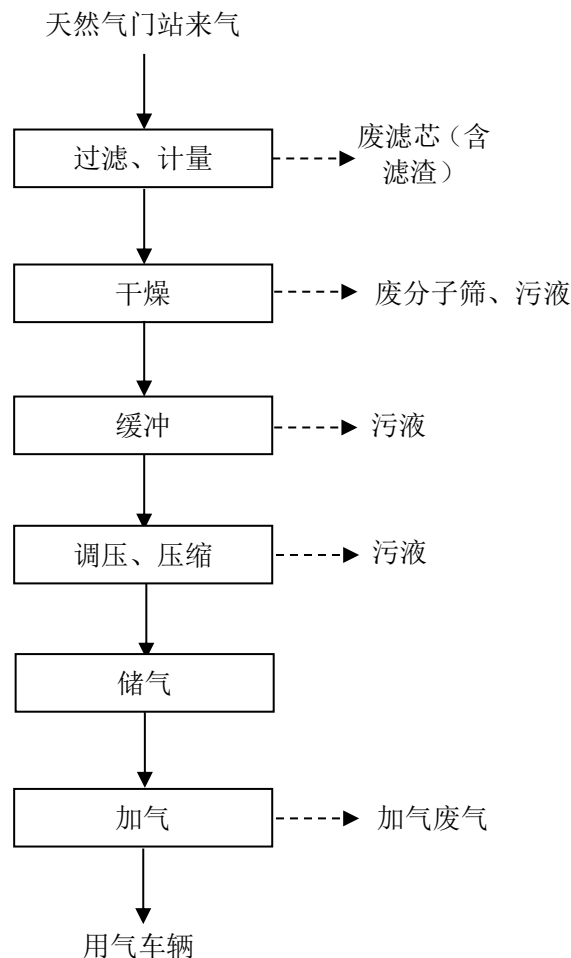 天然气门站来气
过滤、计量
废滤芯（含
滤渣）
干燥
废分子筛、污液
缓冲
污液
调压、压缩
污液
储气
加气
加气废气
用气车辆